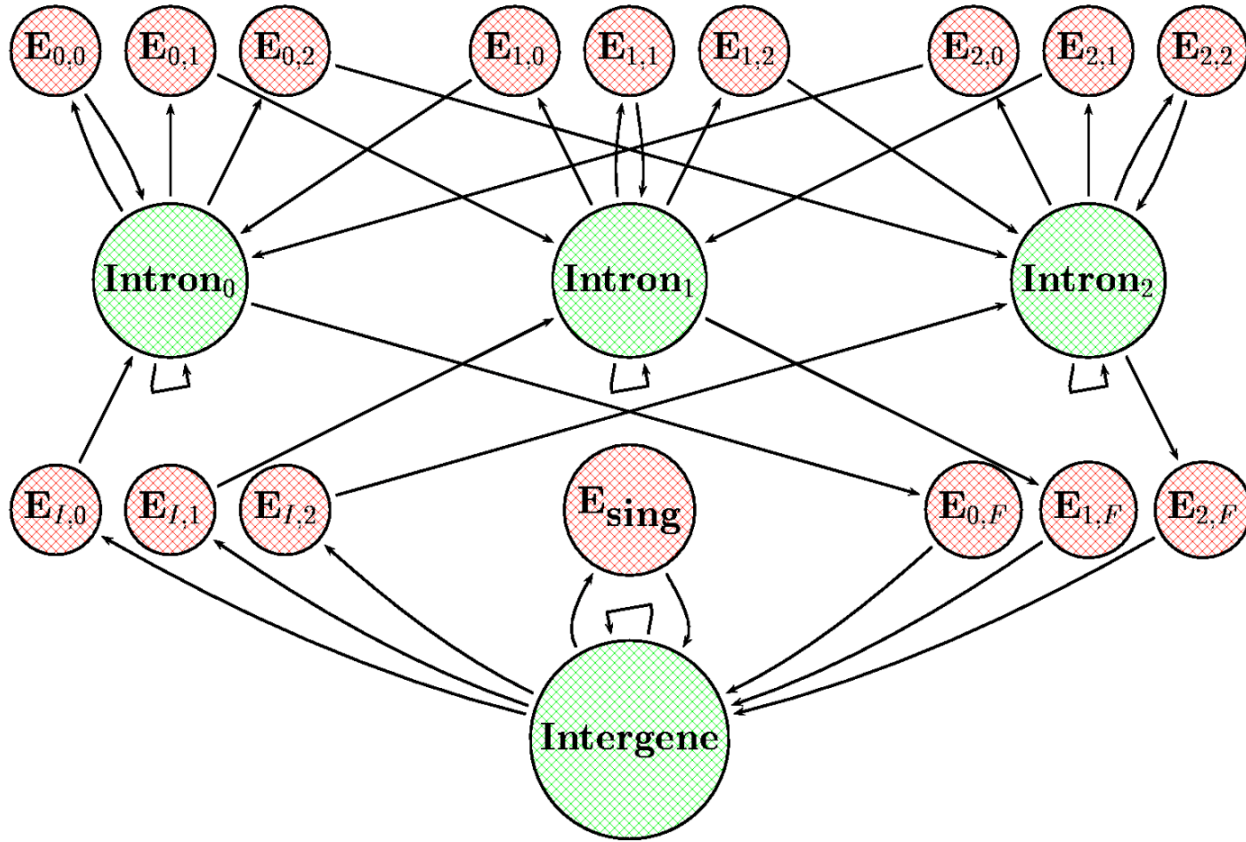 E0,0 E0,1 E0,2 E1,0 E1,1 E1,2 E2,0 E2,1 E2,2
Intron0 Intron1 Intron2
EI,0 EI,1 EI,2 Esing E0,F E1,F E2,F
Intergene